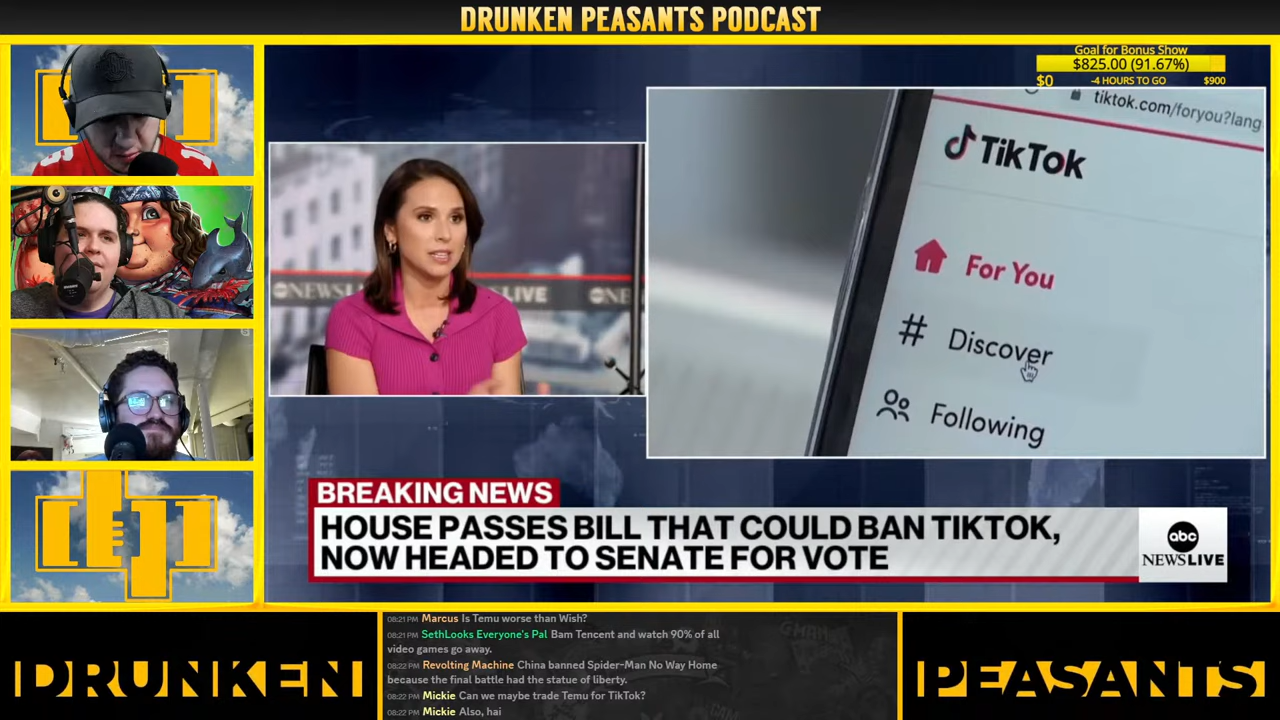 DRUNKEN PEASANTS PODCAST
Goal for Bonus Show
$825.00 (91.67%)
$0
-4 HOURS TO GO
$900
tiktok.com/foryou?lang
TikTok
For You
# Discover
Following
NEWS
LIVE
NEWS
BREAKING NEWS
HOUSE PASSES BILL THAT COULD BAN TIKTOK,
NOW HEADED TO SENATE FOR VOTE
abc
NEWS LIVE
08:21 PM Marcus Is Temu worse than Wish?
08:21 PM SethLooks Everyone's Pal Bam Tencent and watch 90% of all
video games go away.
08:22 PM Revolting Machine China banned Spider-Man No Way Home
because the final battle had the statue of liberty.
08:22 PM Mickie Can we maybe trade Temu for TikTok?
08:22 PM Mickie Also, hai
DRUNKEN
PEASANTS